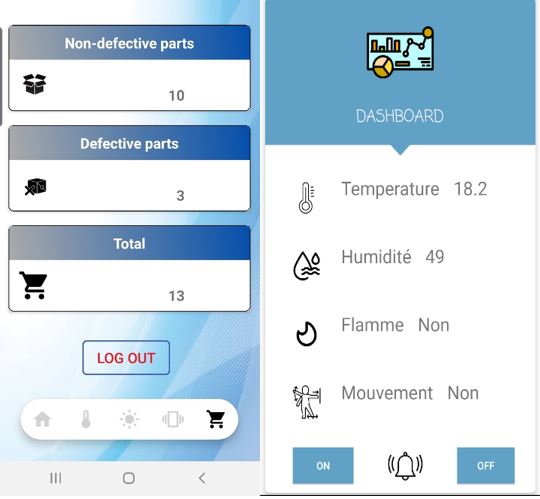 Non-defective parts
10
Defective parts
3
Total
13
LOG OUT
DASHBOARD
Temperature 18.2
Humidité 49
Flamme Non
Mouvement Non
ON OFF